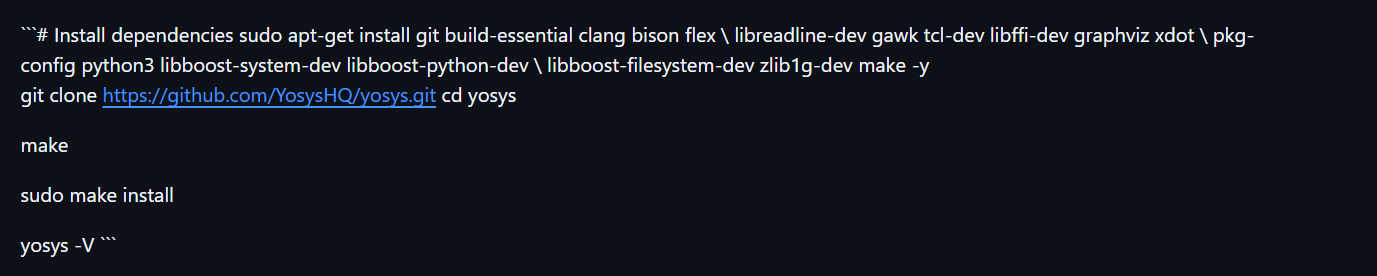 ```# Install dependencies sudo apt-get install git build-essential clang bison flex \ libreadline-dev gawk tcl-dev libffi-dev graphviz xdot \ pkg-
config python3 libboost-system-dev libboost-python-dev \ libboost-filesystem-dev zlib1g-dev make -y
git clone https://github.com/YosysHQ/yosys.git cd yosys
make
sudo make install
yosys -V ```